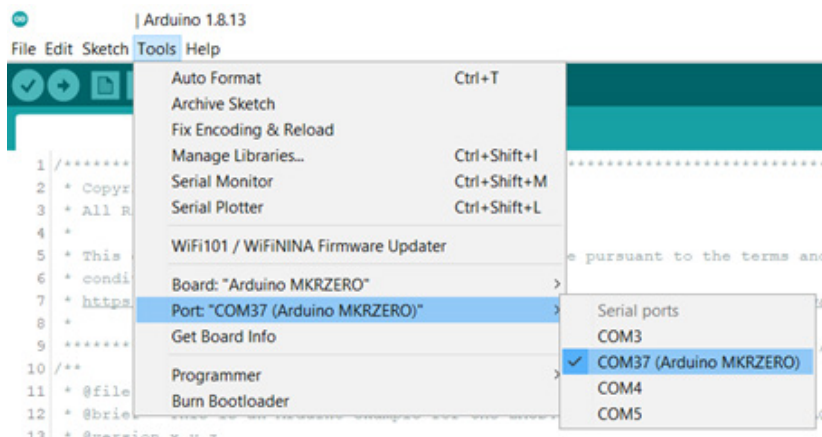 | Arduino 1.8.13
File Edit Sketch Tools Help
Auto Format Ctrl+T
Archive Sketch
Fix Encoding & Reload
Manage Libraries... Ctrl+Shift+I
Serial Monitor Ctrl+Shift+M
Serial Plotter Ctrl+Shift+L
WiFi101 / WiFiNINA Firmware Updater
Board: "Arduino MKRZERO"
Port: "COM37 (Arduino MKRZERO)"
Get Board Info
Programmer
Burn Bootloader
Serial ports
COM3
COM37 (Arduino MKRZERO)
COM4
COM5
1 /*******
2 * Copyr
3 * All R
4 *
5 * This e pursuant to the terms and
6 * condi
7 * https
8 *
9 *******
10 /**
11 * @file
12 * @brief
13 * @version